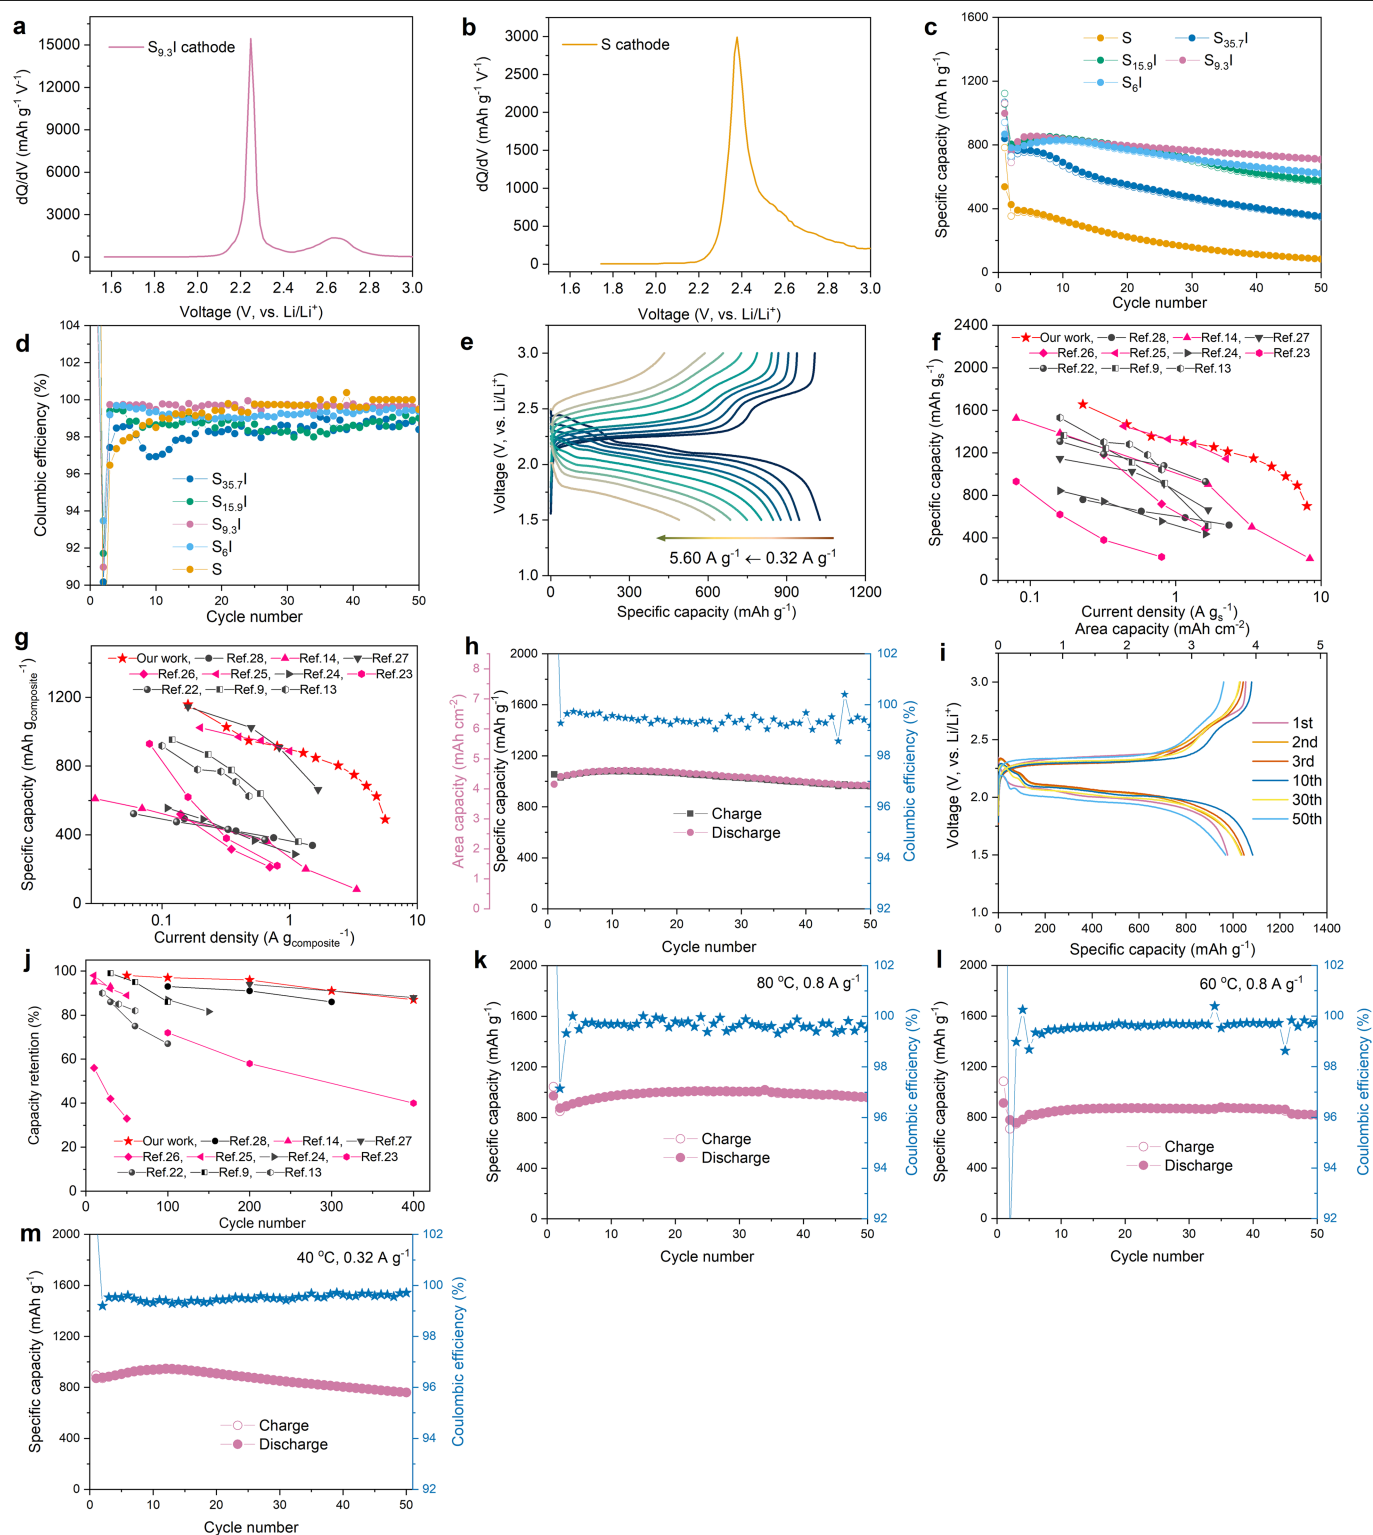 a
S9.3I cathode
dQ/dV (mAh g-1 V-1)
15000
12000
9000
6000
3000
0
1.6 1.8 2.0 2.2 2.4 2.6 2.8 3.0
Voltage (V, vs. Li/Li+)
b
S cathode
dQ/dV (mAh g-1 V-1)
3000
2500
2000
1500
1000
500
0
1.6 1.8 2.0 2.2 2.4 2.6 2.8 3.0
Voltage (V, vs. Li/Li+)
c
S S35.7I
S15.9I S9.3I
S6I
Specific capacity (mA h g-1)
1600
1200
800
400
0
0 10 20 30 40 50
Cycle number
d
Columbic efficiency (%)
104
102
100
98
96
94
92
90
S35.7I
S15.9I
S9.3I
S6I
S
0 10 20 30 40 50
Cycle number
e
Voltage (V, vs. Li/Li+)
3.0
2.5
2.0
1.5
1.0
5.60 A g-1 ← 0.32 A g-1
0 300 600 900 1200
Specific capacity (mAh g-1)
f
Specific capacity (mAh gs-1)
2400
2000
1600
1200
800
400
0
Our work, Ref.28, Ref.14, Ref.27
Ref.26, Ref.25, Ref.24, Ref.23
Ref.22, Ref.9, Ref.13
0.1 1 10
Current density (A gs-1)
g
Specific capacity (mAh gcomposite-1)
1200
800
400
0
Our work, Ref.28, Ref.14, Ref.27
Ref.26, Ref.25, Ref.24, Ref.23
Ref.22, Ref.9, Ref.13
0.1 1 10
Current density (A gcomposite-1)
h
Area capacity (mAh cm-2)
8
7
6
5
4
3
2
1
0
Specific capacity (mAh g-1)
2000
1600
1200
800
400
0
Charge
Discharge
Columbic efficiency (%)
102
100
98
96
94
92
0 10 20 30 40 50
Cycle number
i
Area capacity (mAh cm-2)
0 1 2 3 4 5
Voltage (V, vs. Li/Li+)
3.0
2.5
2.0
1.5
1.0
1st
2nd
3rd
10th
30th
50th
0 200 400 600 800 1000 1200 1400
Specific capacity (mAh g-1)
j
Capacity retention (%)
100
80
60
40
20
0
Our work, Ref.28, Ref.14, Ref.27
Ref.26, Ref.25, Ref.24, Ref.23
Ref.22, Ref.9, Ref.13
0 100 200 300 400
Cycle number
k
80 oC, 0.8 A g-1
Specific capacity (mAh g-1)
2000
1600
1200
800
400
0
Charge
Discharge
Coulombic efficiency (%)
102
100
98
96
94
92
0 10 20 30 40 50
Cycle number
l
60 oC, 0.8 A g-1
Specific capacity (mAh g-1)
2000
1600
1200
800
400
0
Charge
Discharge
Coulombic efficiency (%)
102
100
98
96
94
92
0 10 20 30 40 50
Cycle number
m
40 oC, 0.32 A g-1
Specific capacity (mAh g-1)
2000
1600
1200
800
400
0
Charge
Discharge
Coulombic efficiency (%)
102
100
98
96
94
92
0 10 20 30 40 50
Cycle number